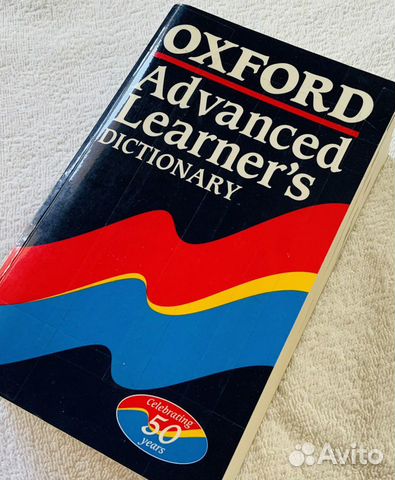 OXFORD
Advanced
Learner's
DICTIONARY
Celebrating
50
years
Avito